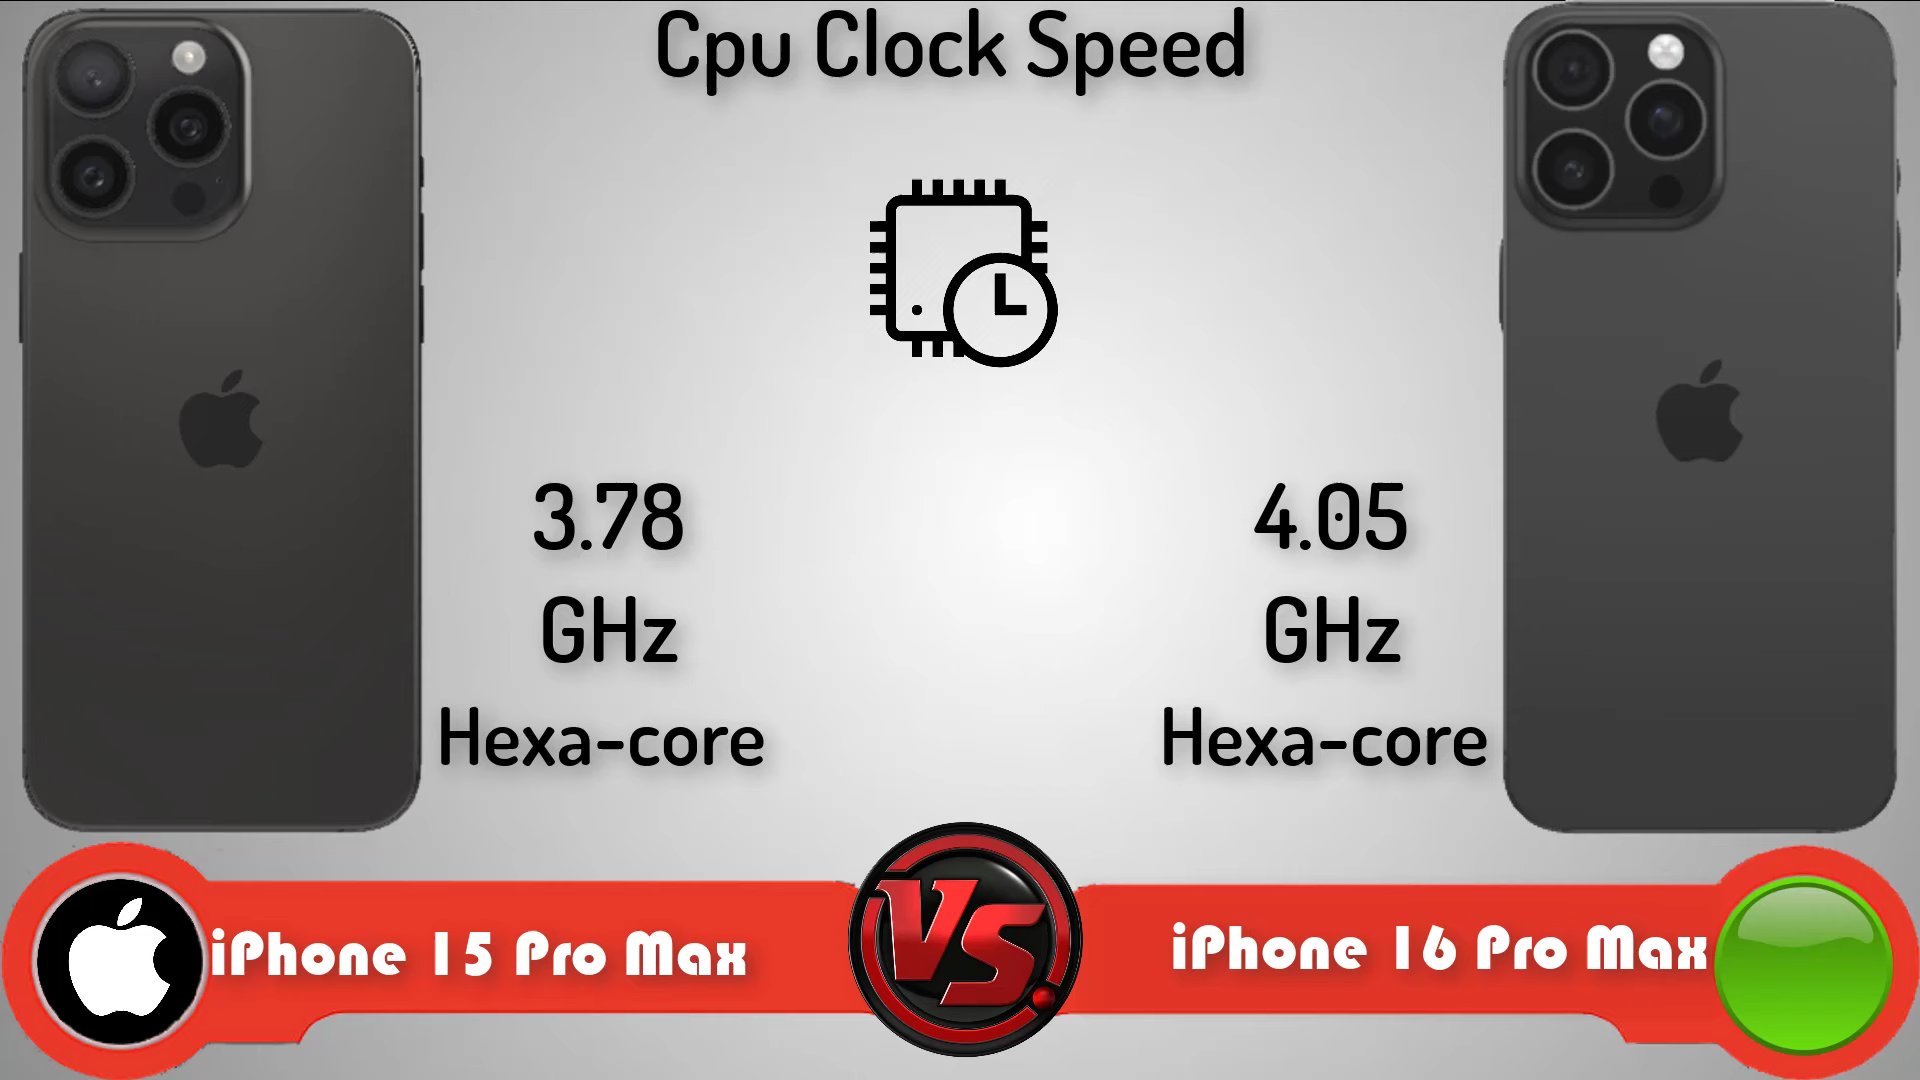 Cpu Clock Speed
3.78
GHz
Hexa-core
4.05
GHz
Hexa-core
iPhone 15 Pro Max
VS.
iPhone 16 Pro Max